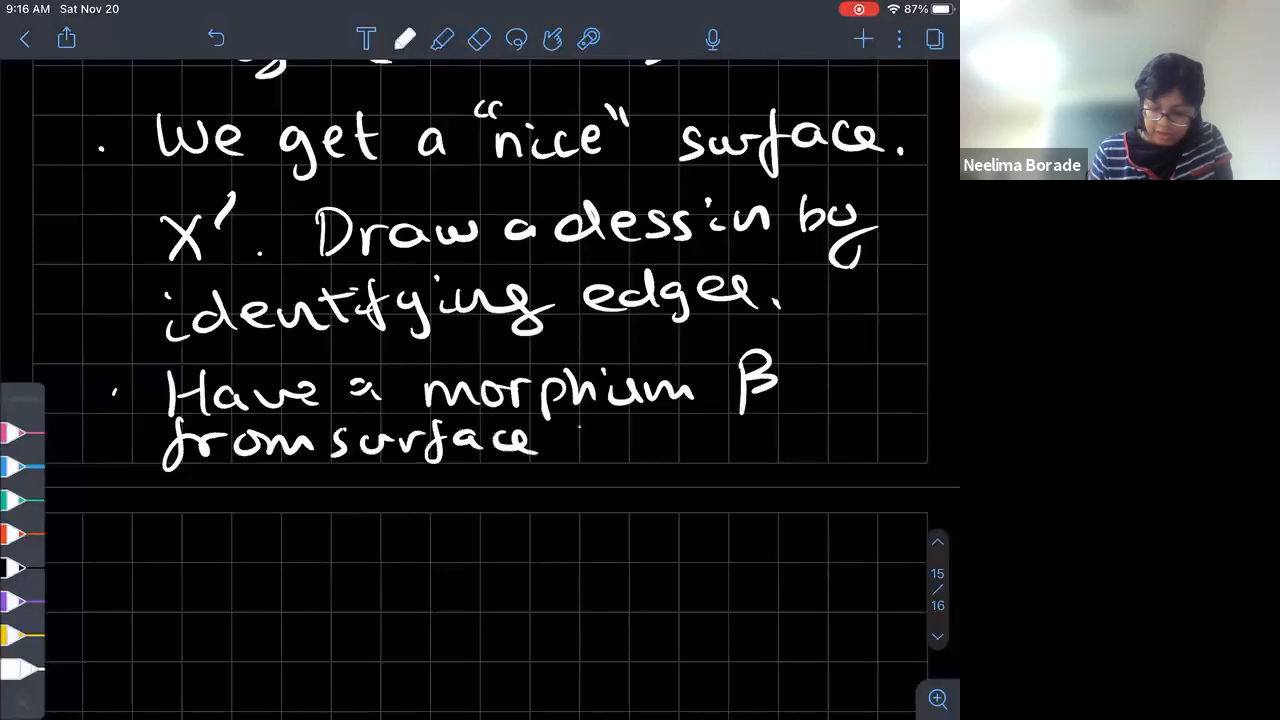 9:16 AM Sat Nov 20
87%
. We get a "nice" surface.
X'. Draw a dessin by
identifying edges.
. Have a morphism β
from surface
Neelima Borade
15
/
16